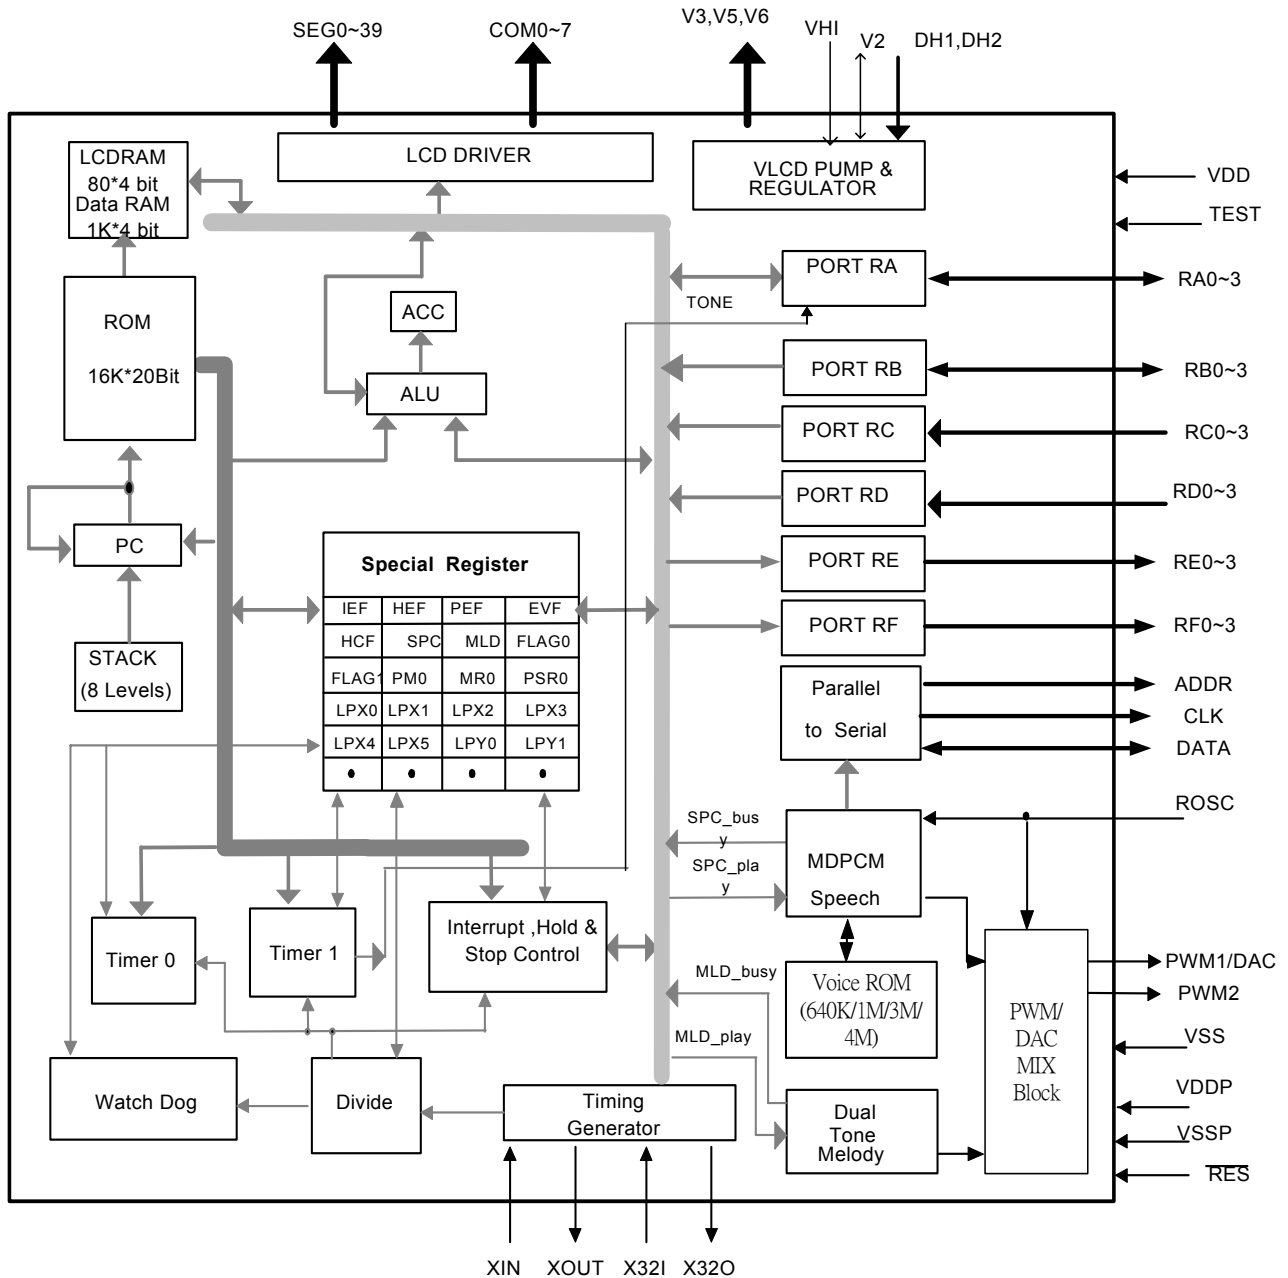 SEG0~39
COM0~7
V3,V5,V6
VHI
V2
DH1,DH2
LCDRAM
80*4 bit
Data RAM
1K*4 bit
LCD DRIVER
VLCD PUMP &
REGULATOR
VDD
TEST
ROM
16K*20Bit
ACC
ALU
TONE
PORT RA
RA0~3
PORT RB
RB0~3
PORT RC
RC0~3
PORT RD
RD0~3
PORT RE
RE0~3
PORT RF
RF0~3
PC
STACK
(8 Levels)
Special Register
IEF HEF PEF EVF
HCF SPC MLD FLAG0
FLAG1 PM0 MR0 PSR0
LPX0 LPX1 LPX2 LPX3
LPX4 LPX5 LPY0 LPY1
Parallel
to Serial
ADDR
CLK
DATA
ROSC
SPC_bus
y
SPC_pla
y
MDPCM
Speech
Timer 0
Timer 1
Interrupt ,Hold &
Stop Control
MLD_busy
MLD_play
Voice ROM
(640K/1M/3M/
4M)
PWM/
DAC
MIX
Block
PWM1/DAC
PWM2
VSS
VDDP
VSSP
RES
Watch Dog
Divide
Timing
Generator
Dual
Tone
Melody
XIN
XOUT
X32I
X32O